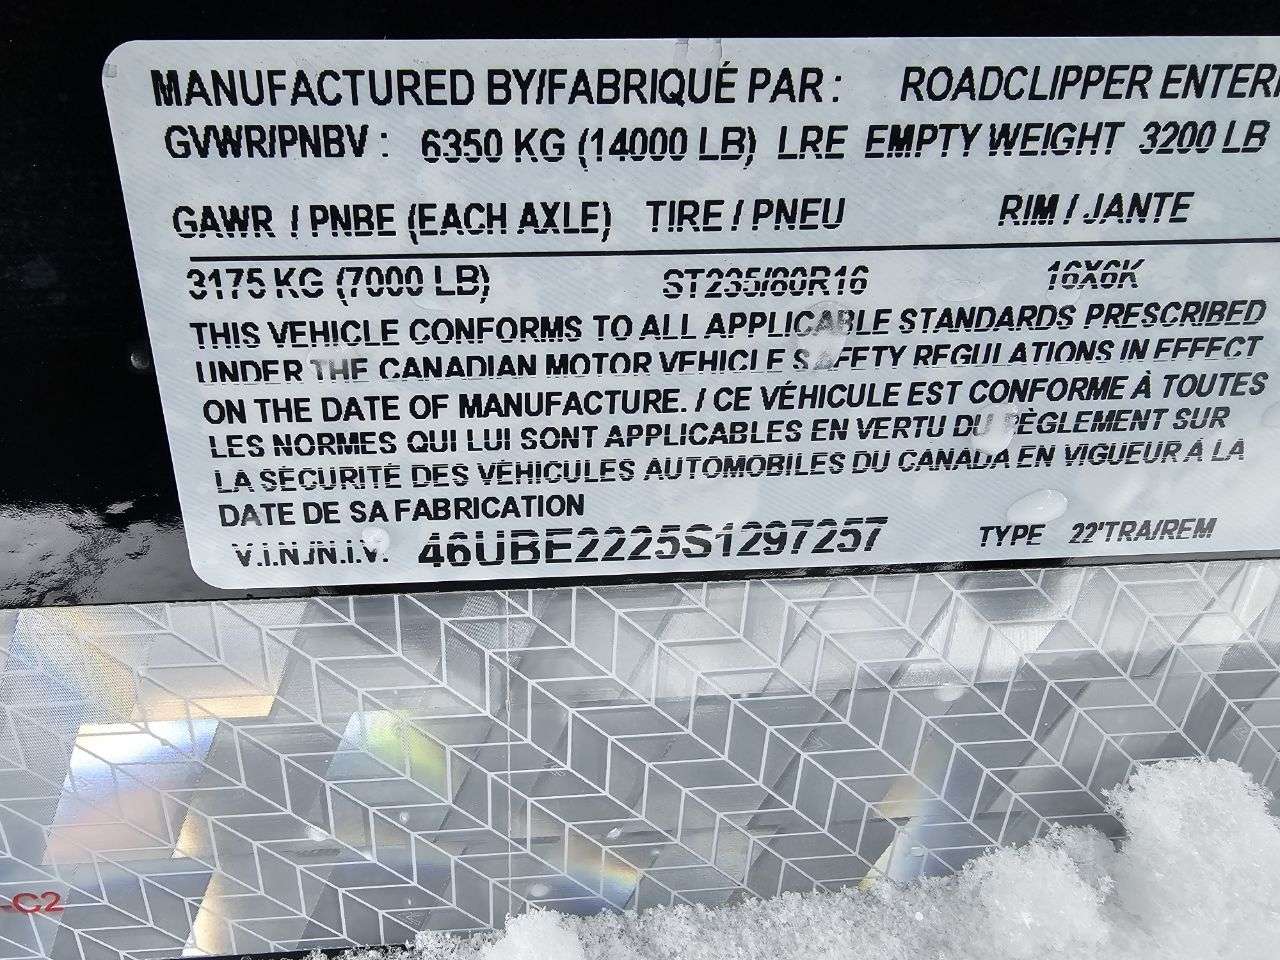 MANUFACTURED BY/FABRIQUÉ PAR : ROADCLIPPER ENTER
GVWR/PNBV : 6350 KG (14000 LB) LRE EMPTY WEIGHT 3200 LB
GAWR / PNBE (EACH AXLE) TIRE / PNEU RIM / JANTE
3175 KG (7000 LB) ST235/80R16 16X6K
THIS VEHICLE CONFORMS TO ALL APPLICABLE STANDARDS PRESCRIBED
UNDER THE CANADIAN MOTOR VEHICLE SAFETY REGULATIONS IN EFFECT
ON THE DATE OF MANUFACTURE. / CE VÉHICULE EST CONFORME À TOUTES
LES NORMES QUI LUI SONT APPLICABLES EN VERTU DU RÈGLEMENT SUR
LA SÉCURITÉ DES VÉHICULES AUTOMOBILES DU CANADA EN VIGUEUR À LA
DATE DE SA FABRICATION
V.I.N./N.I.V. 46UBE2225S1297257 TYPE 22'TRA/REM
-C2